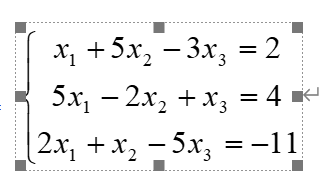 x₁ + 5x₂ − 3x₃ = 2
5x₁ − 2x₂ + x₃ = 4
2x₁ + x₂ − 5x₃ = −11